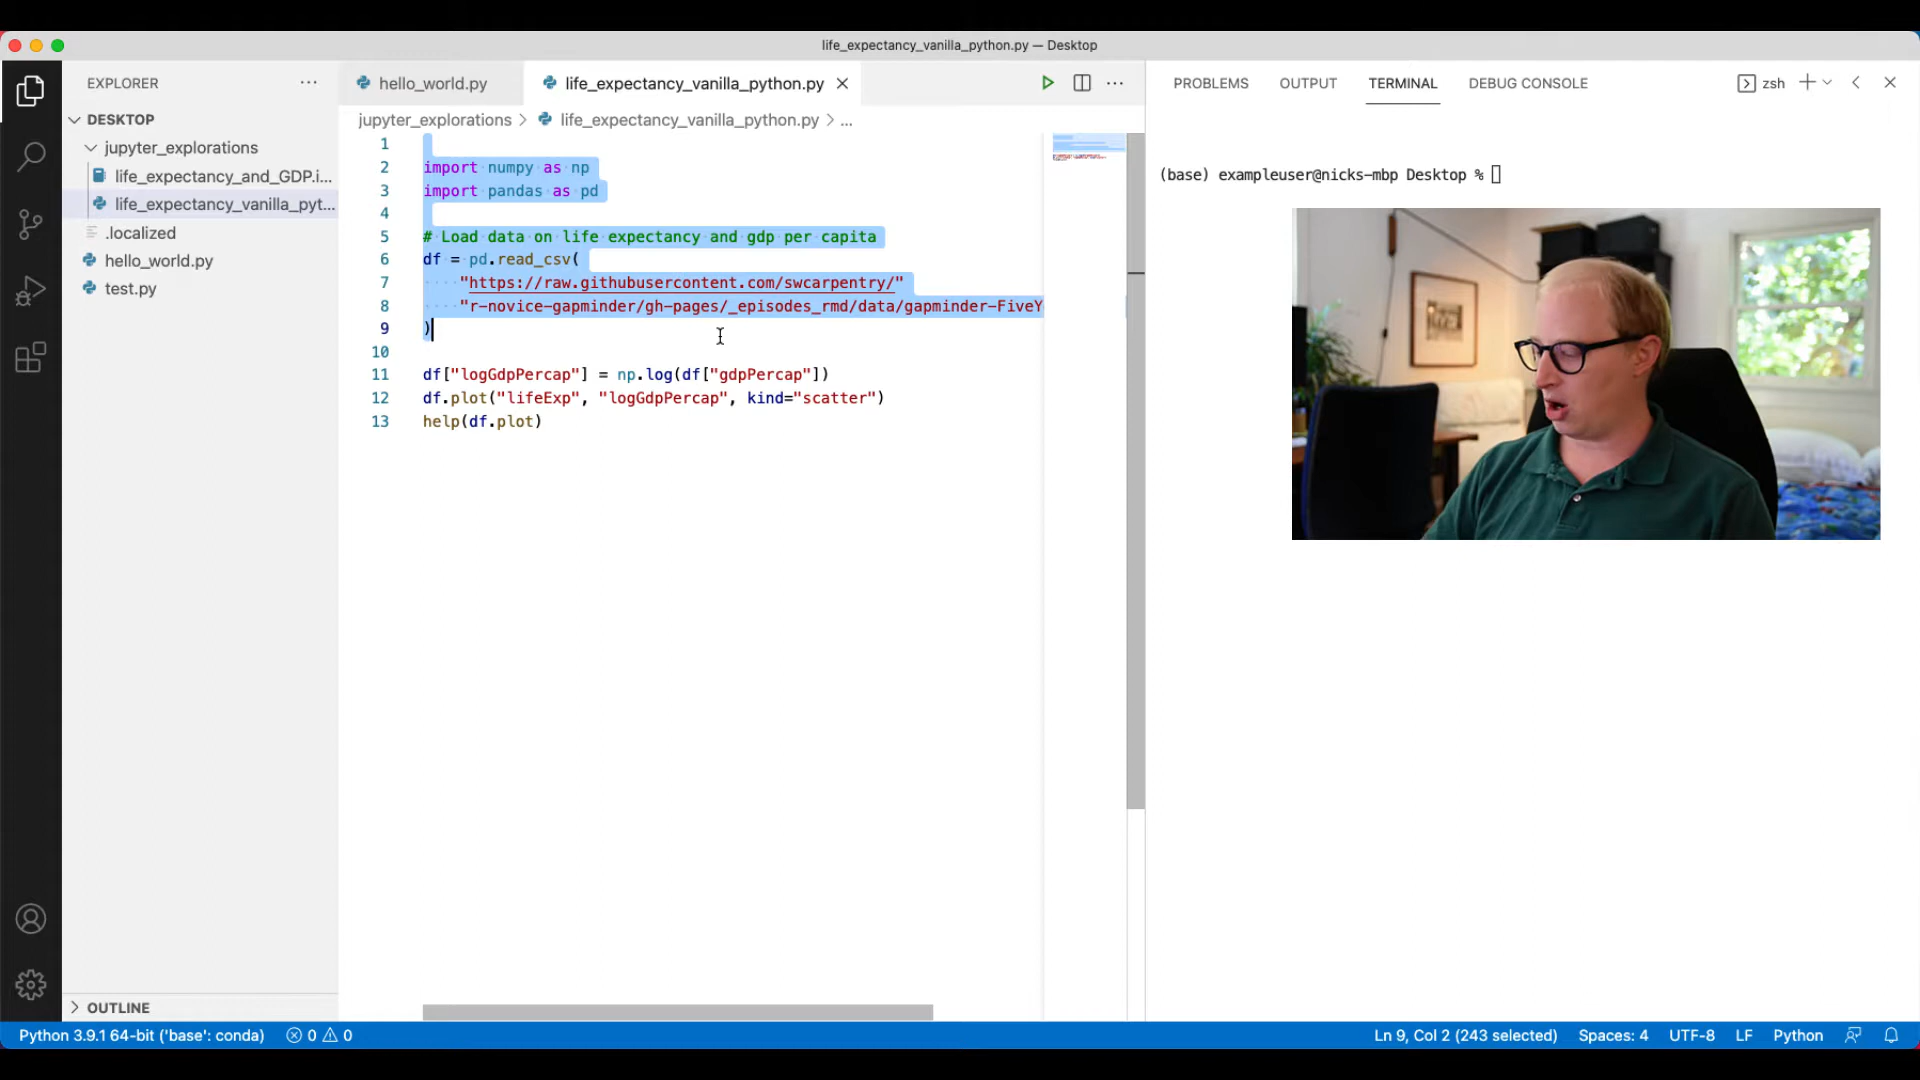 life_expectancy_vanilla_python.py — Desktop
EXPLORER
DESKTOP
jupyter_explorations
life_expectancy_and_GDP.i...
life_expectancy_vanilla_pyt...
.localized
hello_world.py
test.py
OUTLINE
hello_world.py
life_expectancy_vanilla_python.py
jupyter_explorations > life_expectancy_vanilla_python.py > ...
1
2 import numpy as np
3 import pandas as pd
4
5 # Load data on life expectancy and gdp per capita
6 df = pd.read_csv(
7 "https://raw.githubusercontent.com/swcarpentry/"
8 "r-novice-gapminder/gh-pages/_episodes_rmd/data/gapminder-FiveY
9 )
10
11 df["logGdpPercap"] = np.log(df["gdpPercap"])
12 df.plot("lifeExp", "logGdpPercap", kind="scatter")
13 help(df.plot)
PROBLEMS OUTPUT TERMINAL DEBUG CONSOLE
zsh
(base) exampleuser@nicks-mbp Desktop %
Python 3.9.1 64-bit ('base': conda) 0 0
Ln 9, Col 2 (243 selected) Spaces: 4 UTF-8 LF Python